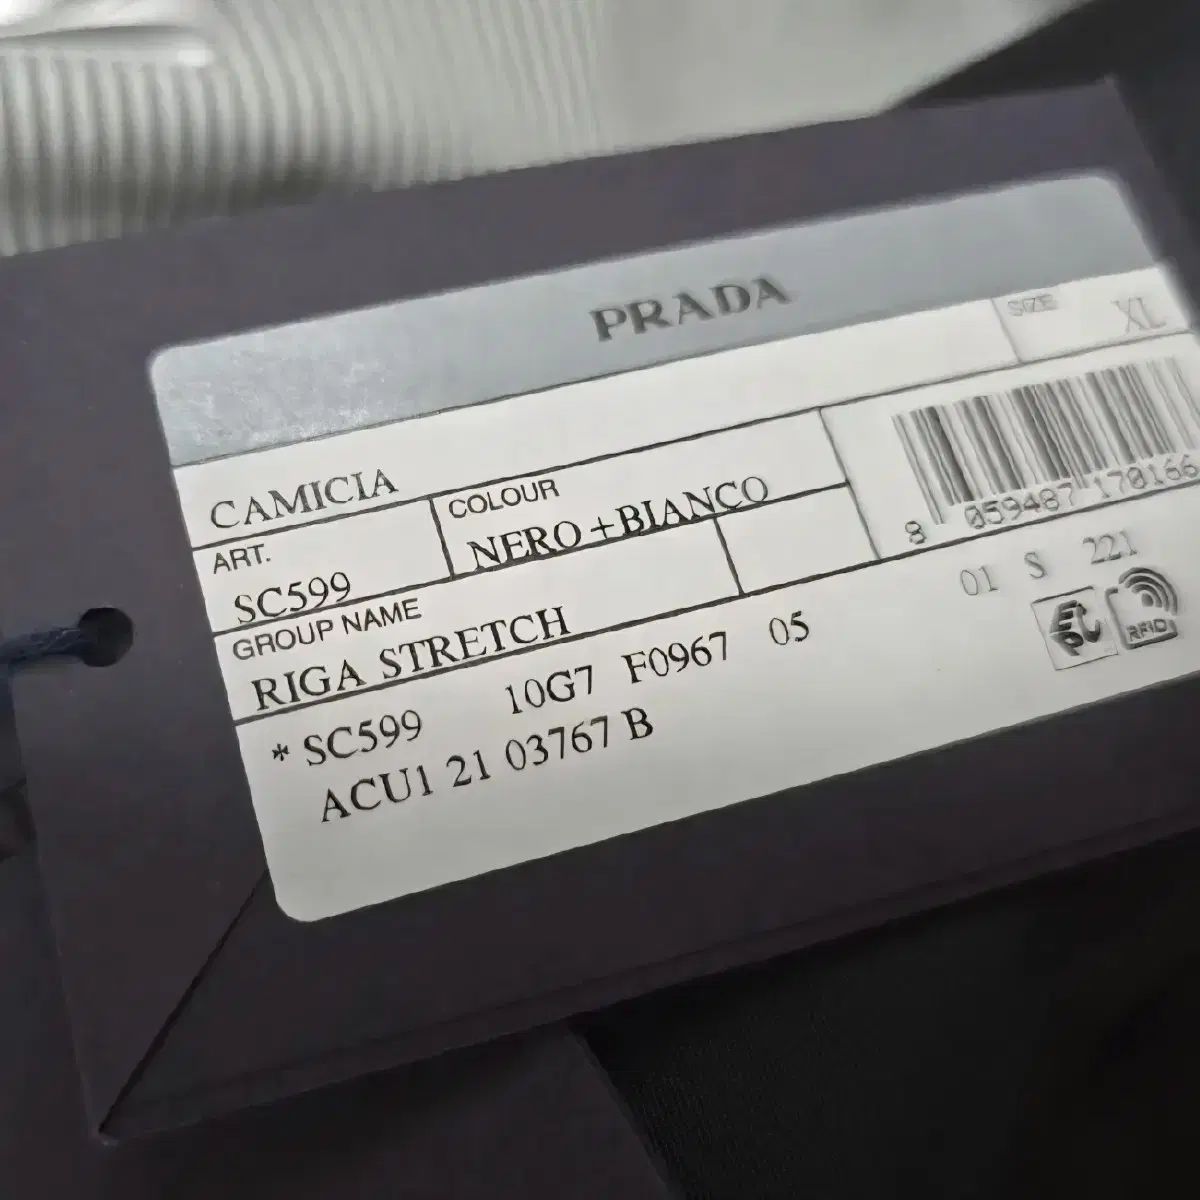 PRADA
SIZE XL
CAMICIA
ART.
SC599
COLOUR
NERO+BIANCO
8 059487 170166
GROUP NAME
RIGA STRETCH
01 S 221
* SC599 10G7 F0967 05
ACU1 21 03767 B
RFID